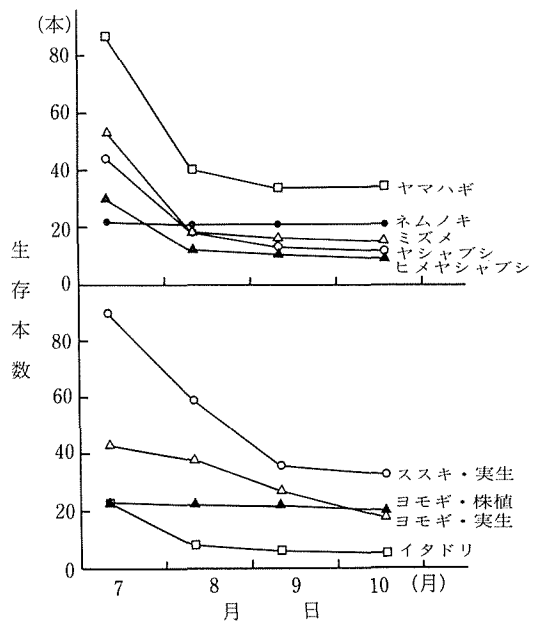 (本)
80
60
40
20
0
ヤマハギ
ネムノキ
ミズメ
ヤシャブシ
ヒメヤシャブシ
生存本数
80
60
40
20
0
ススキ・実生
ヨモギ・株植
ヨモギ・実生
イタドリ
7 8 9 10 (月)
月 日